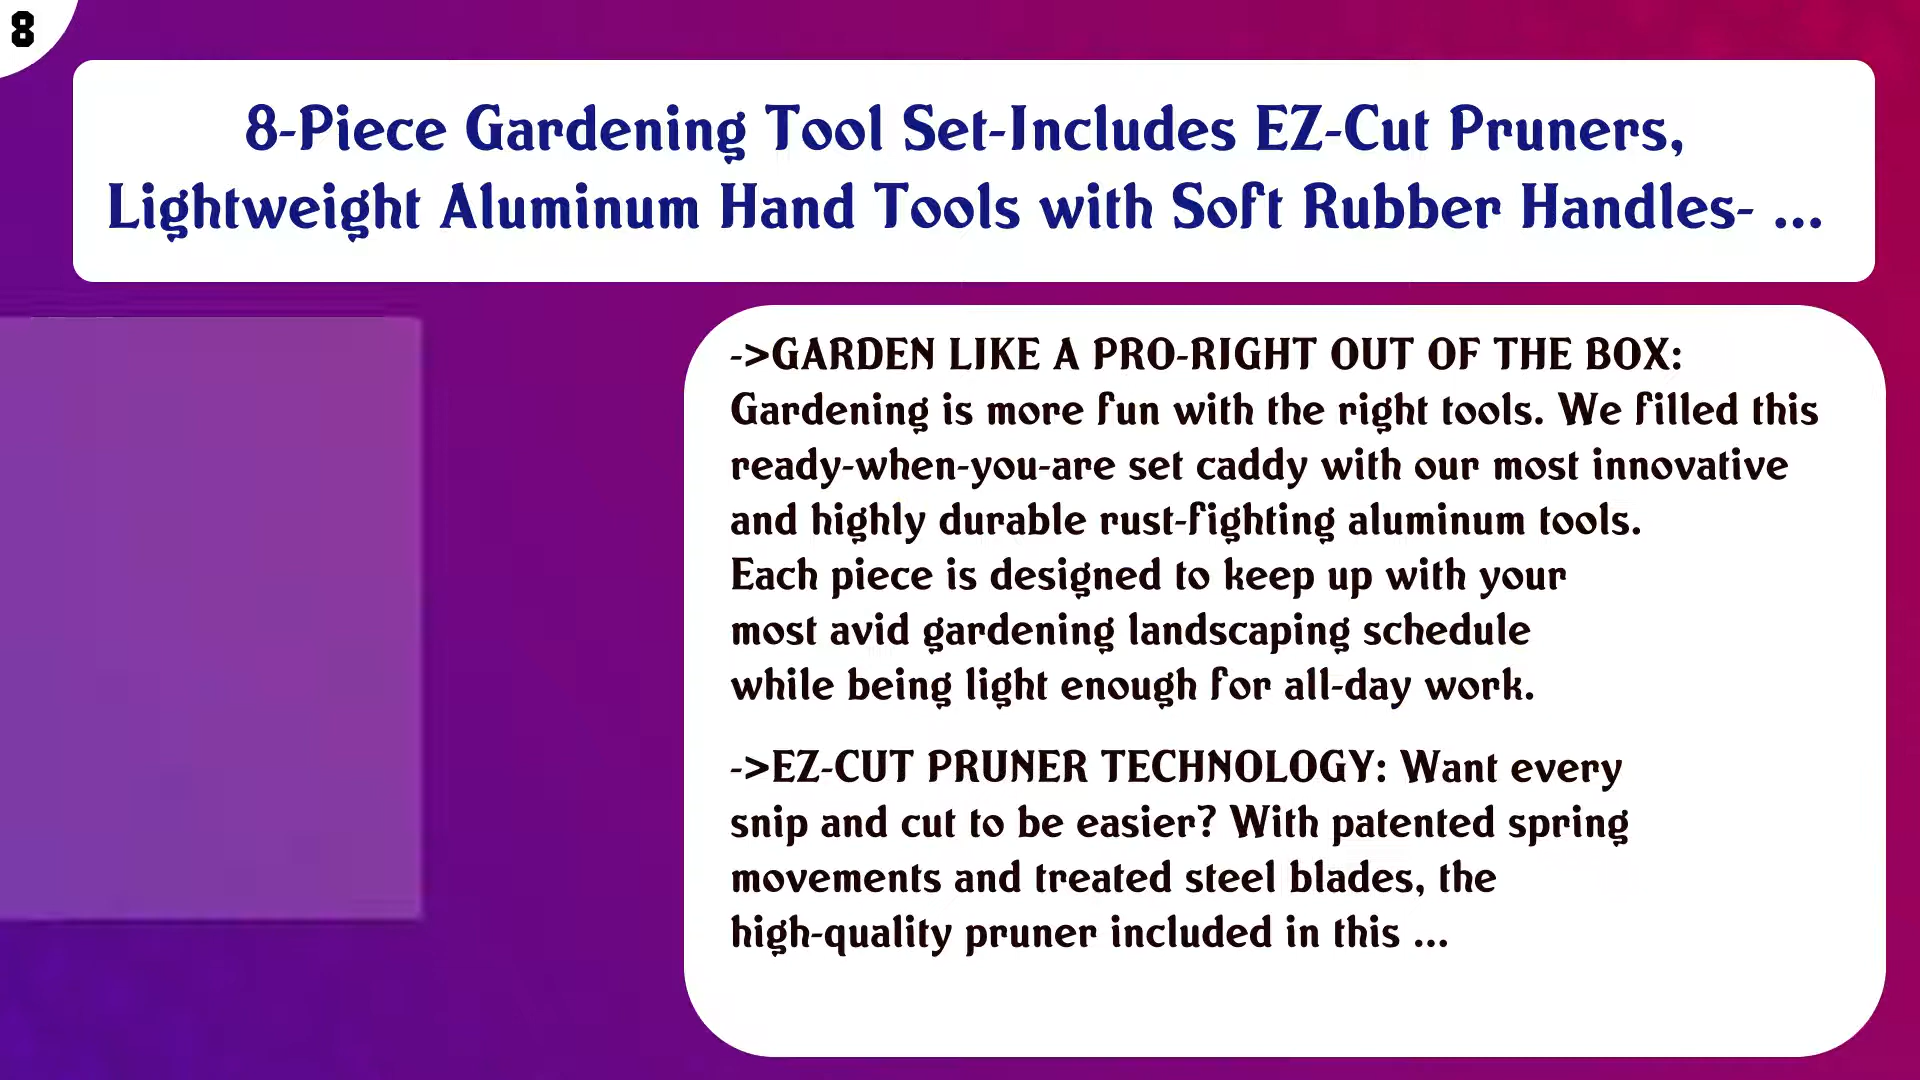 8
8-Piece Gardening Tool Set-Includes EZ-Cut Pruners,
Lightweight Aluminum Hand Tools with Soft Rubber Handles- ...
->GARDEN LIKE A PRO-RIGHT OUT OF THE BOX:
Gardening is more fun with the right tools. We filled this
ready-when-you-are set caddy with our most innovative
and highly durable rust-fighting aluminum tools.
Each piece is designed to keep up with your
most avid gardening landscaping schedule
while being light enough for all-day work.
->EZ-CUT PRUNER TECHNOLOGY: Want every
snip and cut to be easier? With patented spring
movements and treated steel blades, the
high-quality pruner included in this ...